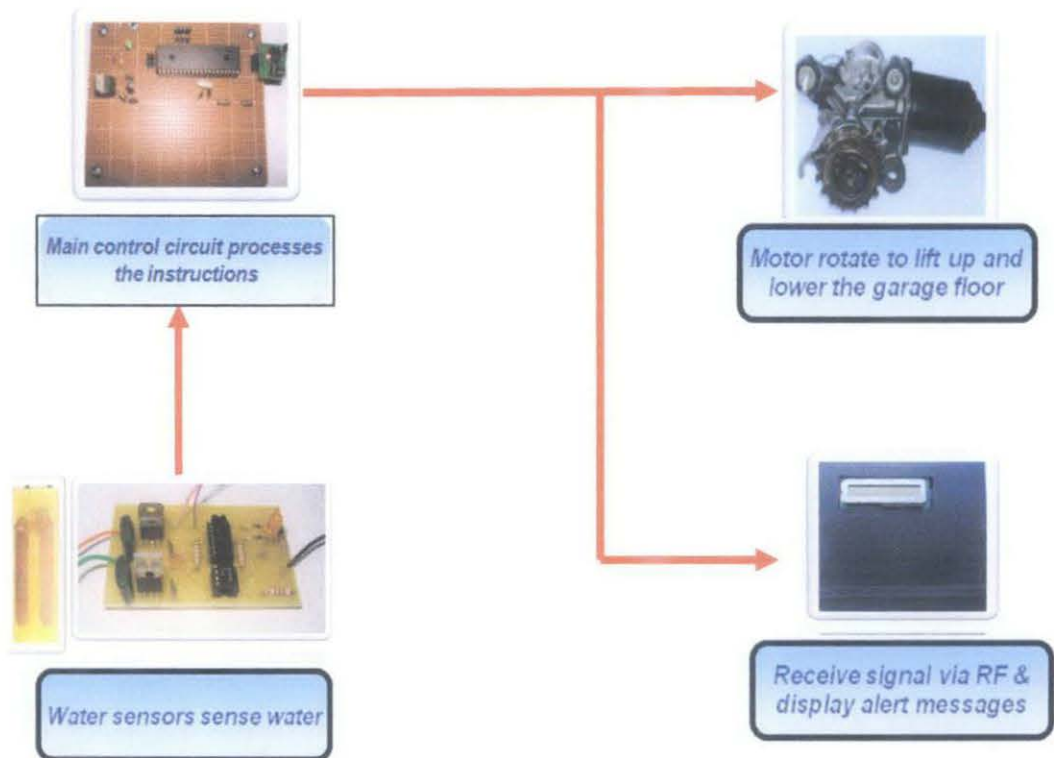 Main control circuit processes
the instructions
Motor rotate to lift up and
lower the garage floor
Water sensors sense water
Receive signal via RF &
display alert messages